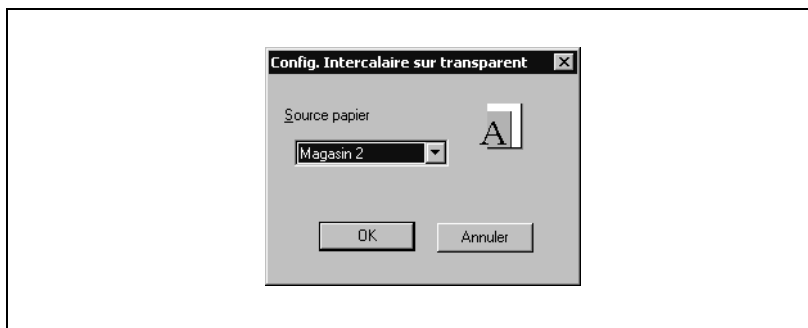 Config. Intercalaire sur transparent
Source papier
A
Magasin 2
OK
Annuler